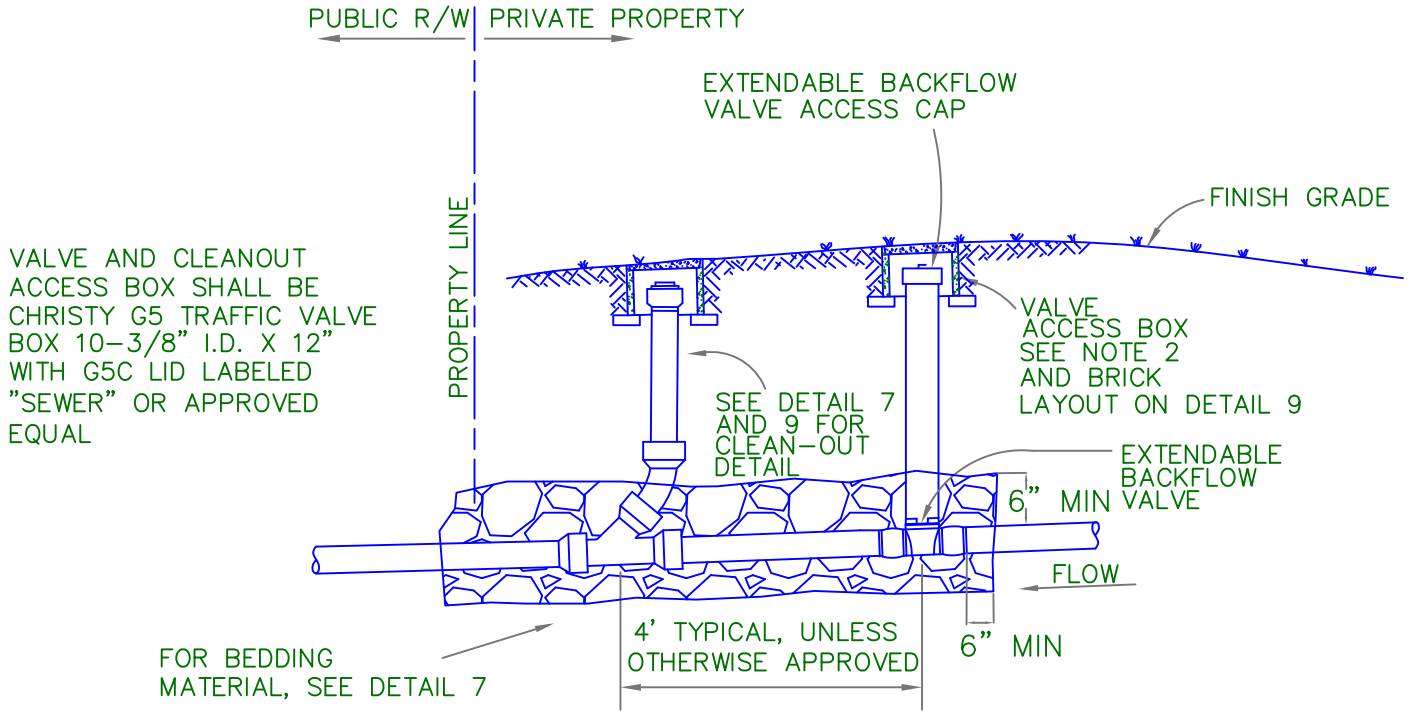 PUBLIC R/W
PRIVATE PROPERTY
EXTENDABLE BACKFLOW
VALVE ACCESS CAP
FINISH GRADE
PROPERTY LINE
VALVE AND CLEANOUT
ACCESS BOX SHALL BE
CHRISTY G5 TRAFFIC VALVE
BOX 10-3/8" I.D. X 12"
WITH G5C LID LABELED
"SEWER" OR APPROVED
EQUAL
VALVE
ACCESS BOX
SEE NOTE 2
AND BRICK
LAYOUT ON DETAIL 9
SEE DETAIL 7
AND 9 FOR
CLEAN-OUT
DETAIL
EXTENDABLE
BACKFLOW
VALVE
6" MIN
FLOW
4' TYPICAL, UNLESS
OTHERWISE APPROVED
6" MIN
FOR BEDDING
MATERIAL, SEE DETAIL 7